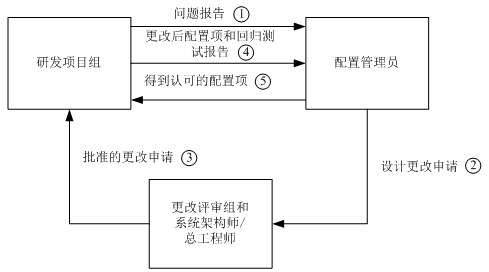 问题报告 ①
更改后配置项和回归测
试报告 ④
研发项目组
配置管理员
得到认可的配置项 ⑤
批准的更改申请 ③
设计更改申请 ②
更改评审组和
系统架构师/
总工程师